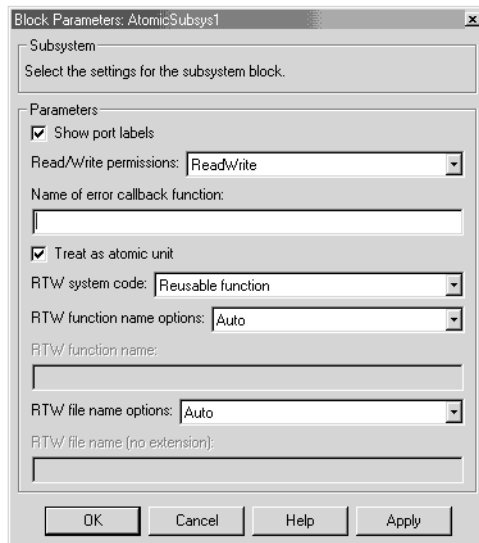 Block Parameters: AtomicSubsys1
Subsystem
Select the settings for the subsystem block.
Parameters
Show port labels
Read/Write permissions: ReadWrite
Name of error callback function:
Treat as atomic unit
RTW system code: Reusable function
RTW function name options: Auto
RTW function name:
RTW file name options: Auto
RTW file name (no extension):
OK Cancel Help Apply